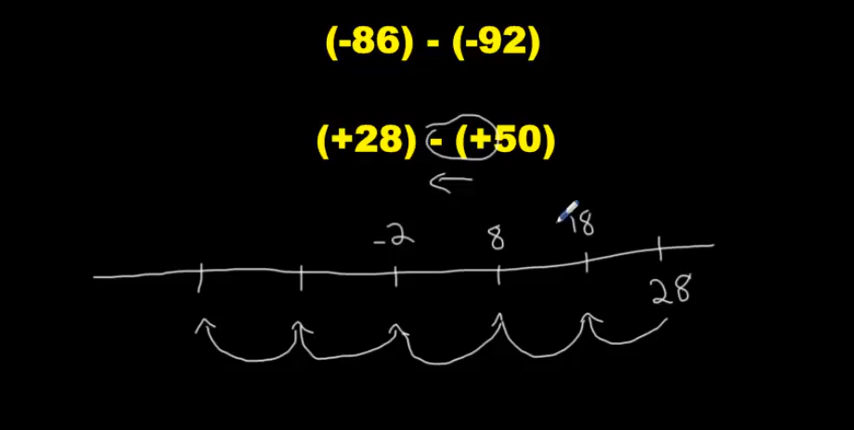 (-86) - (-92)
(+28) - (+50)
-2 8 18
28